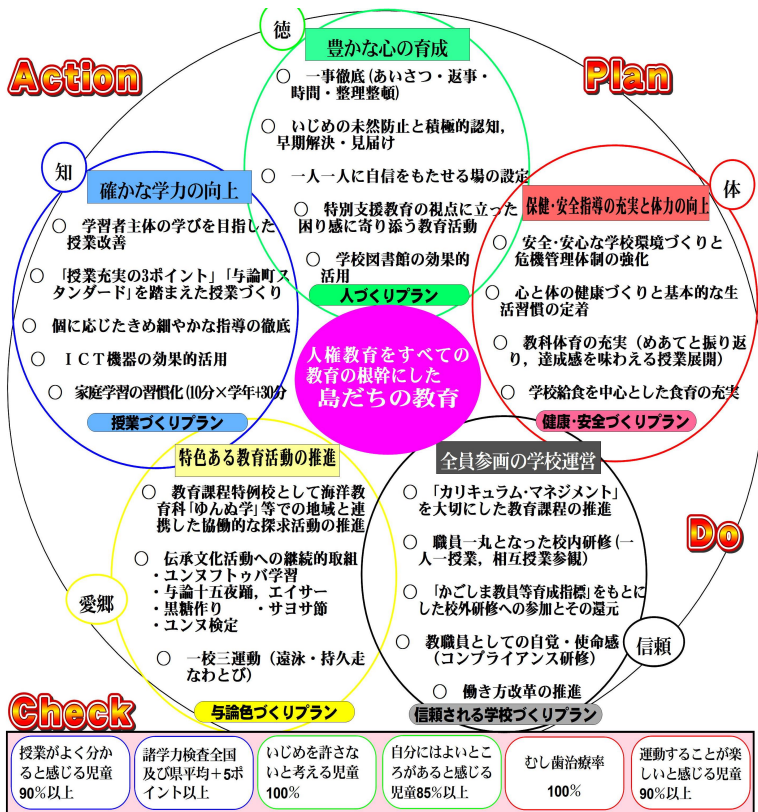 徳
豊かな心の育成
Action
Plan
○ 一事徹底(あいさつ・返事・
時間・整理整頓)
○ いじめの未然防止と積極的認知,
早期解決・見届け
○ 一人一人に自信をもたせる場の設定
○ 特別支援教育の視点に立った
困り感に寄り添う教育活動
○ 学校図書館の効果的
活用
人づくりプラン
知
確かな学力の向上
○ 学習者主体の学びを目指した
授業改善
○ 「授業充実の3ポイント」「与論町ス
タンダード」を踏まえた授業づくり
○ 個に応じたきめ細やかな指導の徹底
○ ICT機器の効果的活用
○ 家庭学習の習慣化(10分×学年+30分
授業づくりプラン
体
保健・安全指導の充実と体力の向上
○ 安全・安心な学校環境づくりと
危機管理体制の強化
○ 心と体の健康づくりと基本的な生
活習慣の定着
○ 教科体育の充実(めあてと振り返
り,達成感を味わえる授業展開)
○ 学校給食を中心とした食育の充実
健康・安全づくりプラン
人権教育をすべての
教育の根幹にした
島だちの教育
特色ある教育活動の推進
○ 教育課程特例校として海洋教
育科「ゆんぬ学」等での地域と連
携した協働的な探求活動の推進
○ 伝承文化活動への継続的取組
・ユンヌフトゥバ学習
・与論十五夜踊,エイサー
・黒糖作り ・サヨサ節
・ユンヌ検定
○ 一校三運動(遠泳・持久走
なわとび)
愛郷
与論色づくりプラン
全員参画の学校運営
○ 「カリキュラム・マネジメント」
を大切にした教育課程の推進
○ 職員一丸となった校内研修(一
人一授業,相互授業参観)
○ 「かごしま教員等育成指標」をもとに
した校外研修への参加とその還元
○ 教職員としての自覚・使命感
(コンプライアンス研修)
○ 働き方改革の推進
信頼
信頼される学校づくりプラン
Do
Check
授業がよく分か
ると感じる児童
90%以上
諸学力検査全国
及び県平均+5ポ
イント以上
いじめを許さな
いと考える児童
100%
自分にはよいとこ
ろがあると感じる
児童85%以上
むし歯治療率
100%
運動することが楽
しいと感じる児童
90%以上